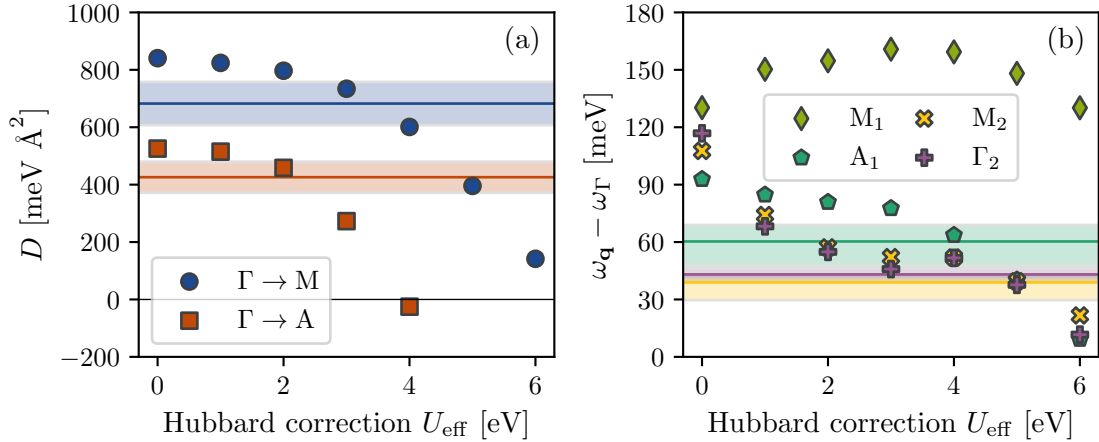 (a)
D [meV Å²]
1000
800
600
400
200
0
−200
Γ → M
Γ → A
0 2 4 6
Hubbard correction U_eff [eV]
(b)
ω_q − ω_Γ [meV]
180
150
120
90
60
30
0
M₁ M₂
A₁ Γ₂
0 2 4 6
Hubbard correction U_eff [eV]